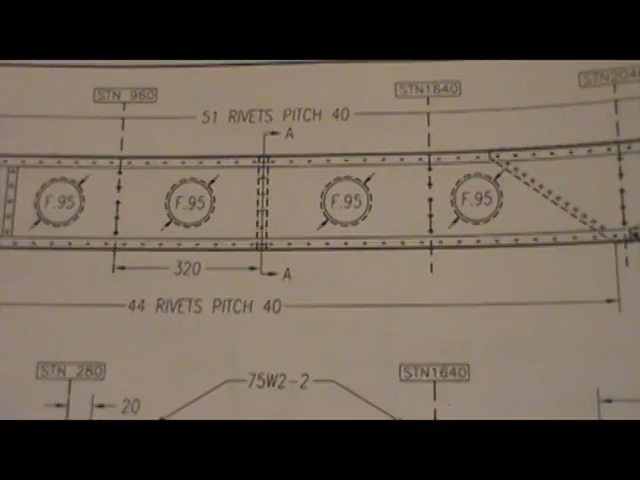 STN 960
STN1640
STN204
51 RIVETS PITCH 40
A
F.95
F.95
F.95
F.95
320
A
44 RIVETS PITCH 40
STN 280
75W2-2
STN1640
20